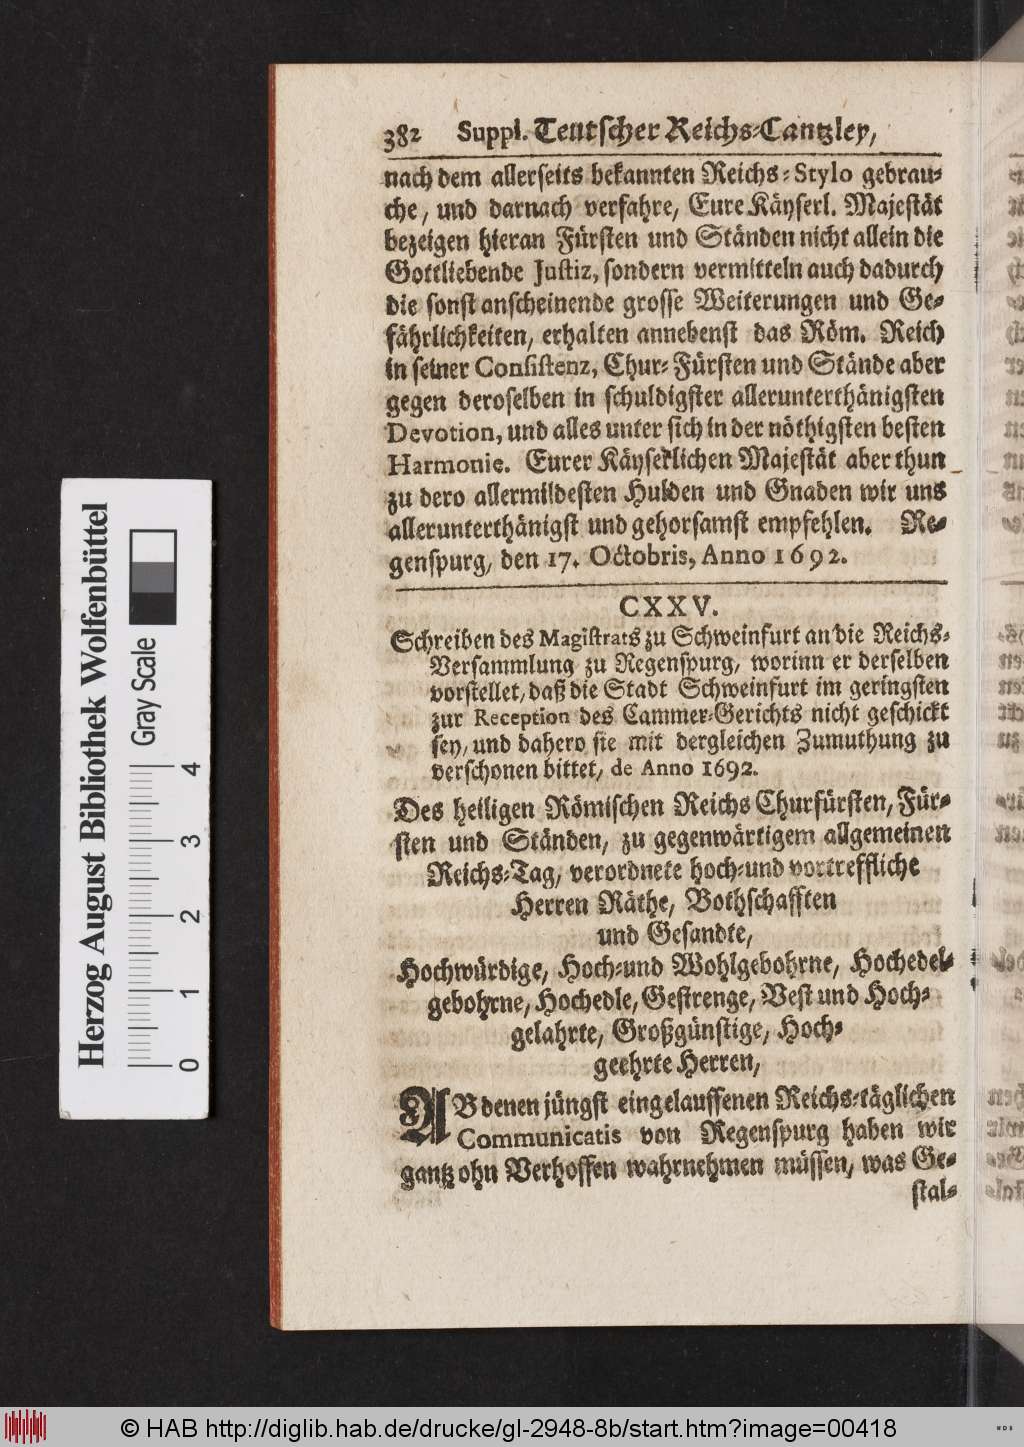 382 Suppl. Teutscher Reichs-Cantzley,
nach dem allerseits bekannten Reichs-Stylo gebrau-
che, und darnach verfahre, Eure Käyserl. Majestät
bezeigen hieran Fürsten und Ständen nicht allein die
Gottliebende Justiz, sondern vermitteln auch dadurch
die sonst anscheinende grosse Weiterungen und Ge-
fährlichkeiten, erhalten annebenst das Röm. Reich
in seiner Consistenz, Chur-Fürsten und Stände aber
gegen deroselben in schuldigster allerunterthänigsten
Devotion, und alles unter sich in der nöthigsten besten
Harmonie. Eurer Käyserlichen Majestät aber thun
zu dero allermildesten Hulden und Gnaden wir uns
allerunterthänigst und gehorsamst empfehlen. Re-
genspurg, den 17. Octobris, Anno 1692.
CXXV.
Schreiben des Magistrats zu Schweinfurt an die Reichs-
Versammlung zu Regenspurg, worinn er derselben
vorstellet, daß die Stadt Schweinfurt im geringsten
zur Reception des Cammer-Gerichts nicht geschickt
sey, und dahero sie mit dergleichen Zumuthung zu
verschonen bittet, de Anno 1692.
Des heiligen Römischen Reichs Churfürsten, Für-
sten und Ständen, zu gegenwärtigem allgemeinen
Reichs-Tag, verordnete hoch-und vortreffliche
Herren Räthe, Bothschafften
und Gesandte,
Hochwürdige, Hoch-und Wohlgebohrne, Hochedel-
gebohrne, Hochedle, Gestrenge, Vest und Hoch-
gelahrte, Großgünstige, Hoch-
geehrte Herren,
AB denen jüngst eingelauffenen Reichs-täglichen
Communicatis von Regenspurg haben wir
gantz ohn Verhoffen wahrnehmen müssen, was Ge-
stal-
Herzog August Bibliothek Wolfenbüttel
Gray Scale
0 1 2 3 4
© HAB http://diglib.hab.de/drucke/gl-2948-8b/start.htm?image=00418